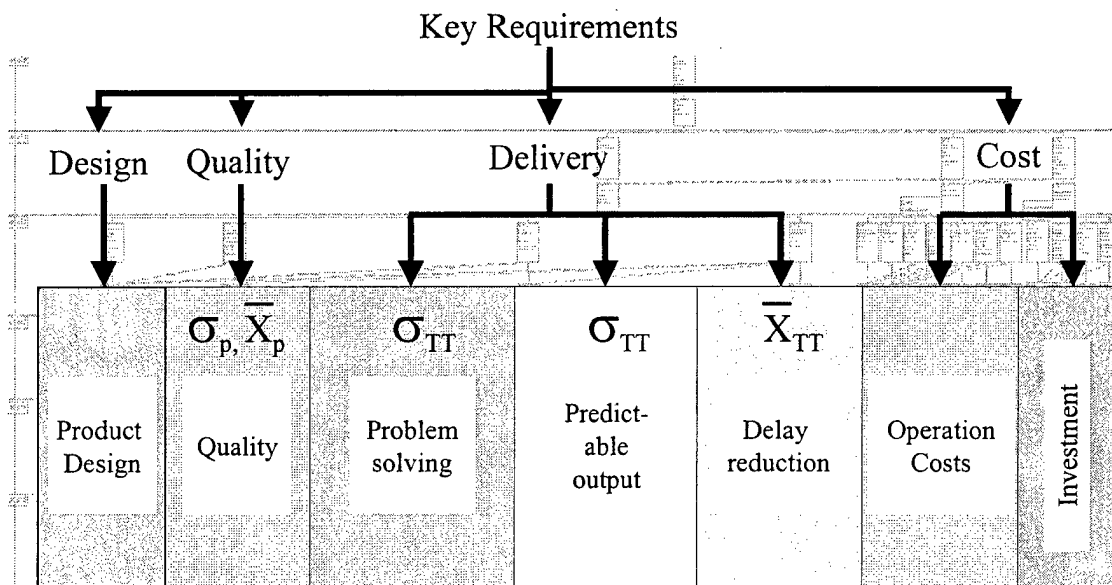 Key Requirements
Design Quality Delivery Cost
σp, X̄p σTT σTT X̄TT
Product
Design
Quality
Problem
solving
Predict-
able
output
Delay
reduction
Operation
Costs
Investment